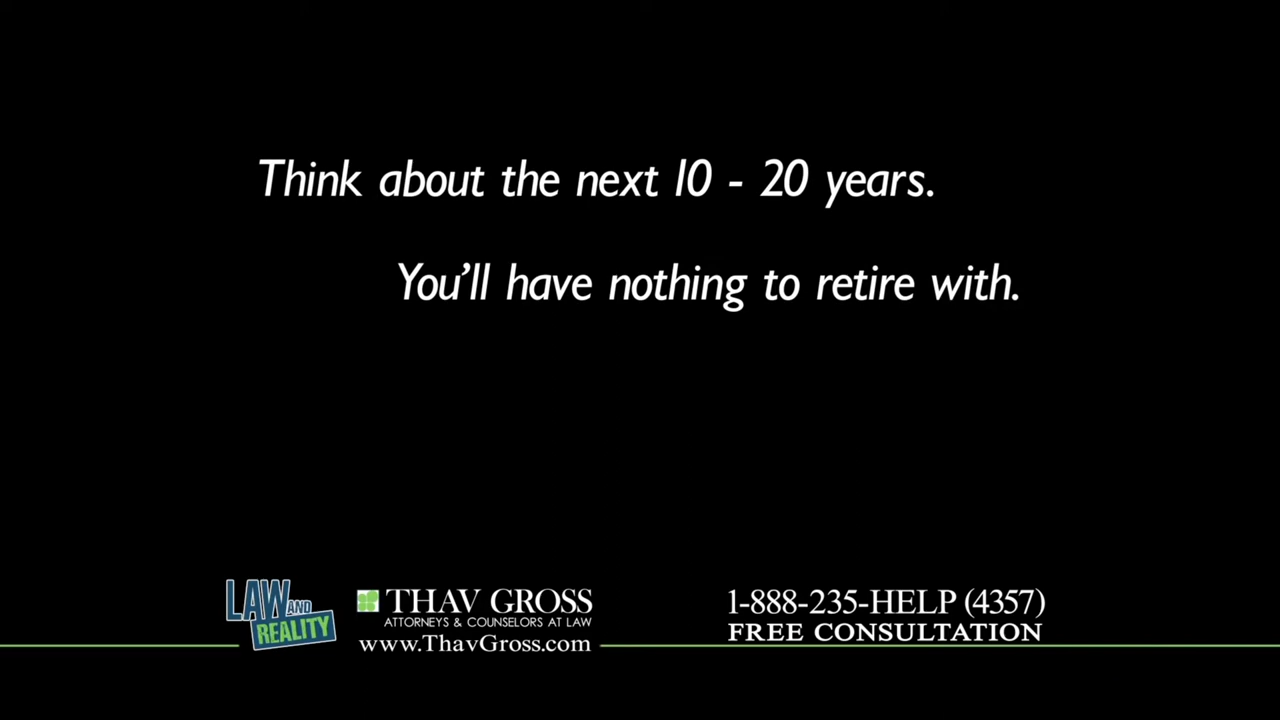 Think about the next 10 - 20 years.
You'll have nothing to retire with.
LAW AND REALITY
THAV GROSS
ATTORNEYS & COUNSELORS AT LAW
www.ThavGross.com
1-888-235-HELP (4357)
FREE CONSULTATION